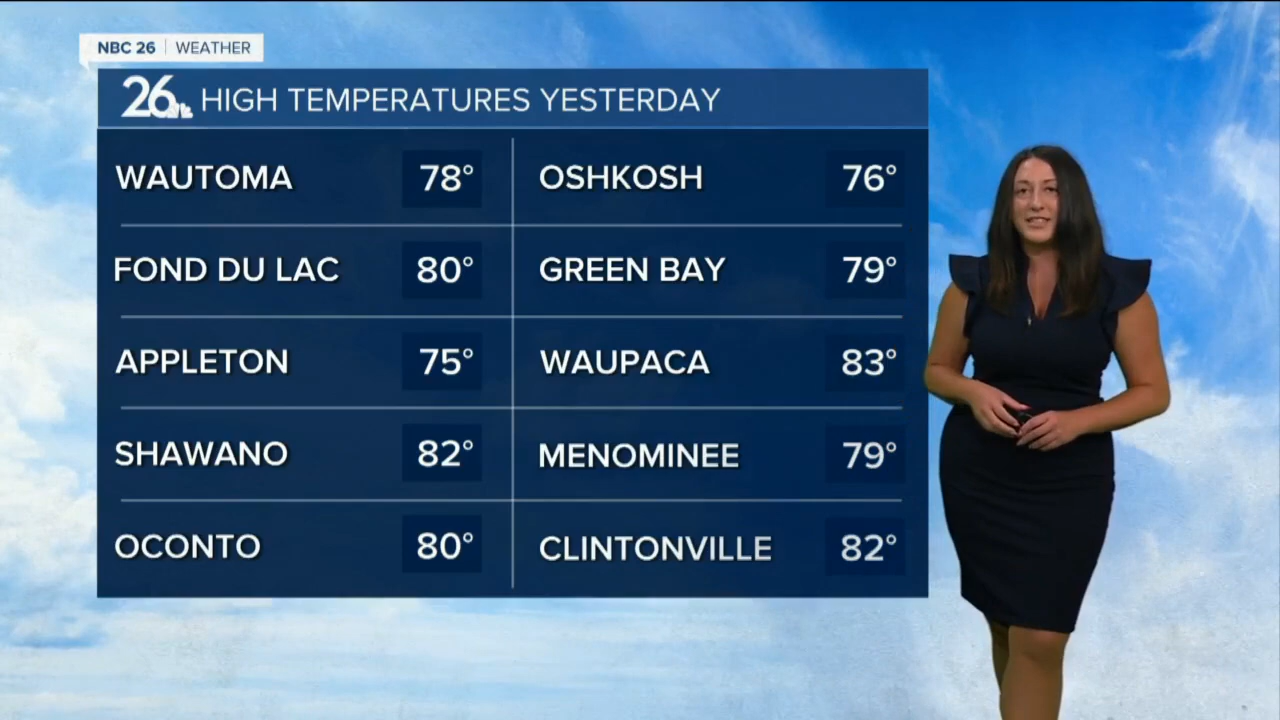 NBC 26 | WEATHER
26 HIGH TEMPERATURES YESTERDAY
WAUTOMA 78°
FOND DU LAC 80°
APPLETON 75°
SHAWANO 82°
OCONTO 80°
OSHKOSH 76°
GREEN BAY 79°
WAUPACA 83°
MENOMINEE 79°
CLINTONVILLE 82°